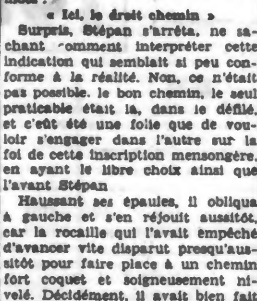 « Ici, le droit chemin »
Surpris, Stépan s'arrêta, ne sa-
chant comment interpréter cette
indication qui semblait si peu con-
forme à la réalité. Non, ce n'était
pas possible. le bon chemin, le seul
praticable était là, dans le défilé,
et c'eût été une folie que de vou-
loir s'engager dans l'autre sur la
foi de cette inscription mensongère,
en ayant le libre choix ainsi que
l'avant Stépan
Haussant ses épaules, il obliqua
à gauche et s'en réjouit aussitôt,
car la rocaille qui l'avait empêché
d'avancer vite disparut presqu'aus-
sitôt pour faire place à un chemin
fort coquet et soigneusement ni-
velé. Décidément, il avait bien fait